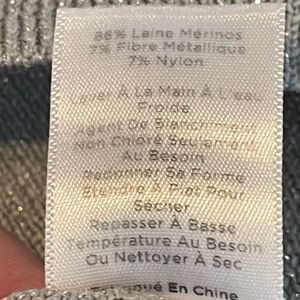 86% Laine Mérinos
7% Fibre Métallique
7% Nylon
Laver À La Main À L'eau
Froide
Agent De Blanchiment
Non Chloré Seulement
Au Besoin
Redonner Sa Forme
Étendre À Plat Pour
Sécher
Repasser À Basse
Température Au Besoin
Ou Nettoyer À Sec
En Chine